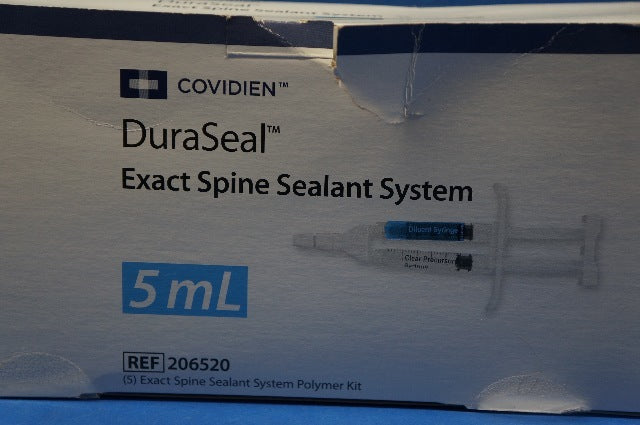 COVIDIEN™
DuraSeal™
Exact Spine Sealant System
Diluent Syringe
Clear Precursor
5 mL
REF 206520
(5) Exact Spine Sealant System Polymer Kit